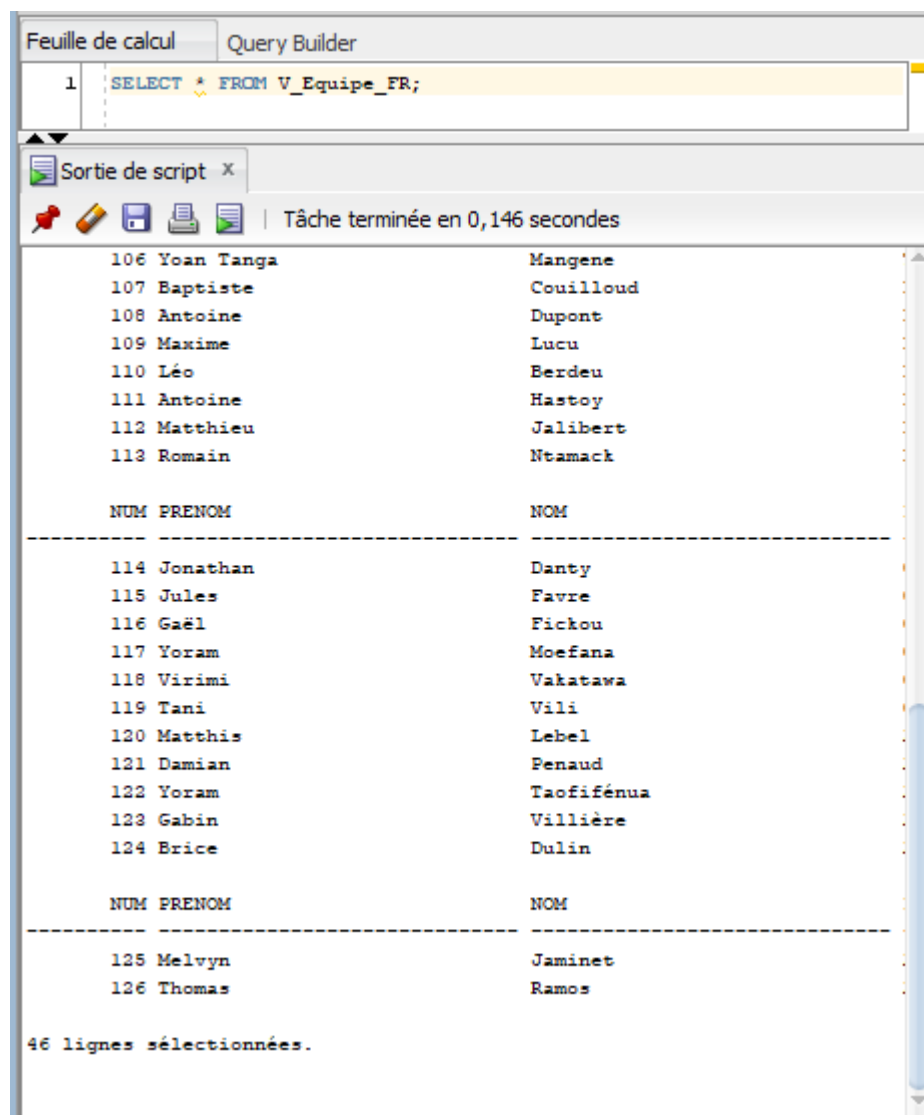 Feuille de calcul Query Builder
1 SELECT * FROM V_Equipe_FR;
Sortie de script x
Tâche terminée en 0,146 secondes
106 Yoan Tanga Mangene
107 Baptiste Couilloud
108 Antoine Dupont
109 Maxime Lucu
110 Léo Berdeu
111 Antoine Hastoy
112 Matthieu Jalibert
113 Romain Ntamack
NUM PRENOM NOM
---------- ------------------------------ ------------------------------
114 Jonathan Danty
115 Jules Favre
116 Gaël Fickou
117 Yoram Moefana
118 Virimi Vakatawa
119 Tani Vili
120 Matthis Lebel
121 Damian Penaud
122 Yoram Taofifénua
123 Gabin Villière
124 Brice Dulin
NUM PRENOM NOM
---------- ------------------------------ ------------------------------
125 Melvyn Jaminet
126 Thomas Ramos
46 lignes sélectionnées.